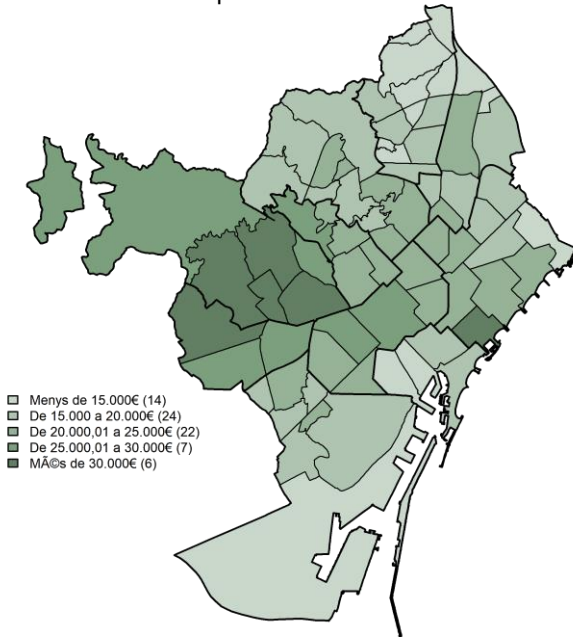 Menys de 15.000€ (14)
De 15.000 a 20.000€ (24)
De 20.000,01 a 25.000€ (22)
De 25.000,01 a 30.000€ (7)
MÃ©s de 30.000€ (6)